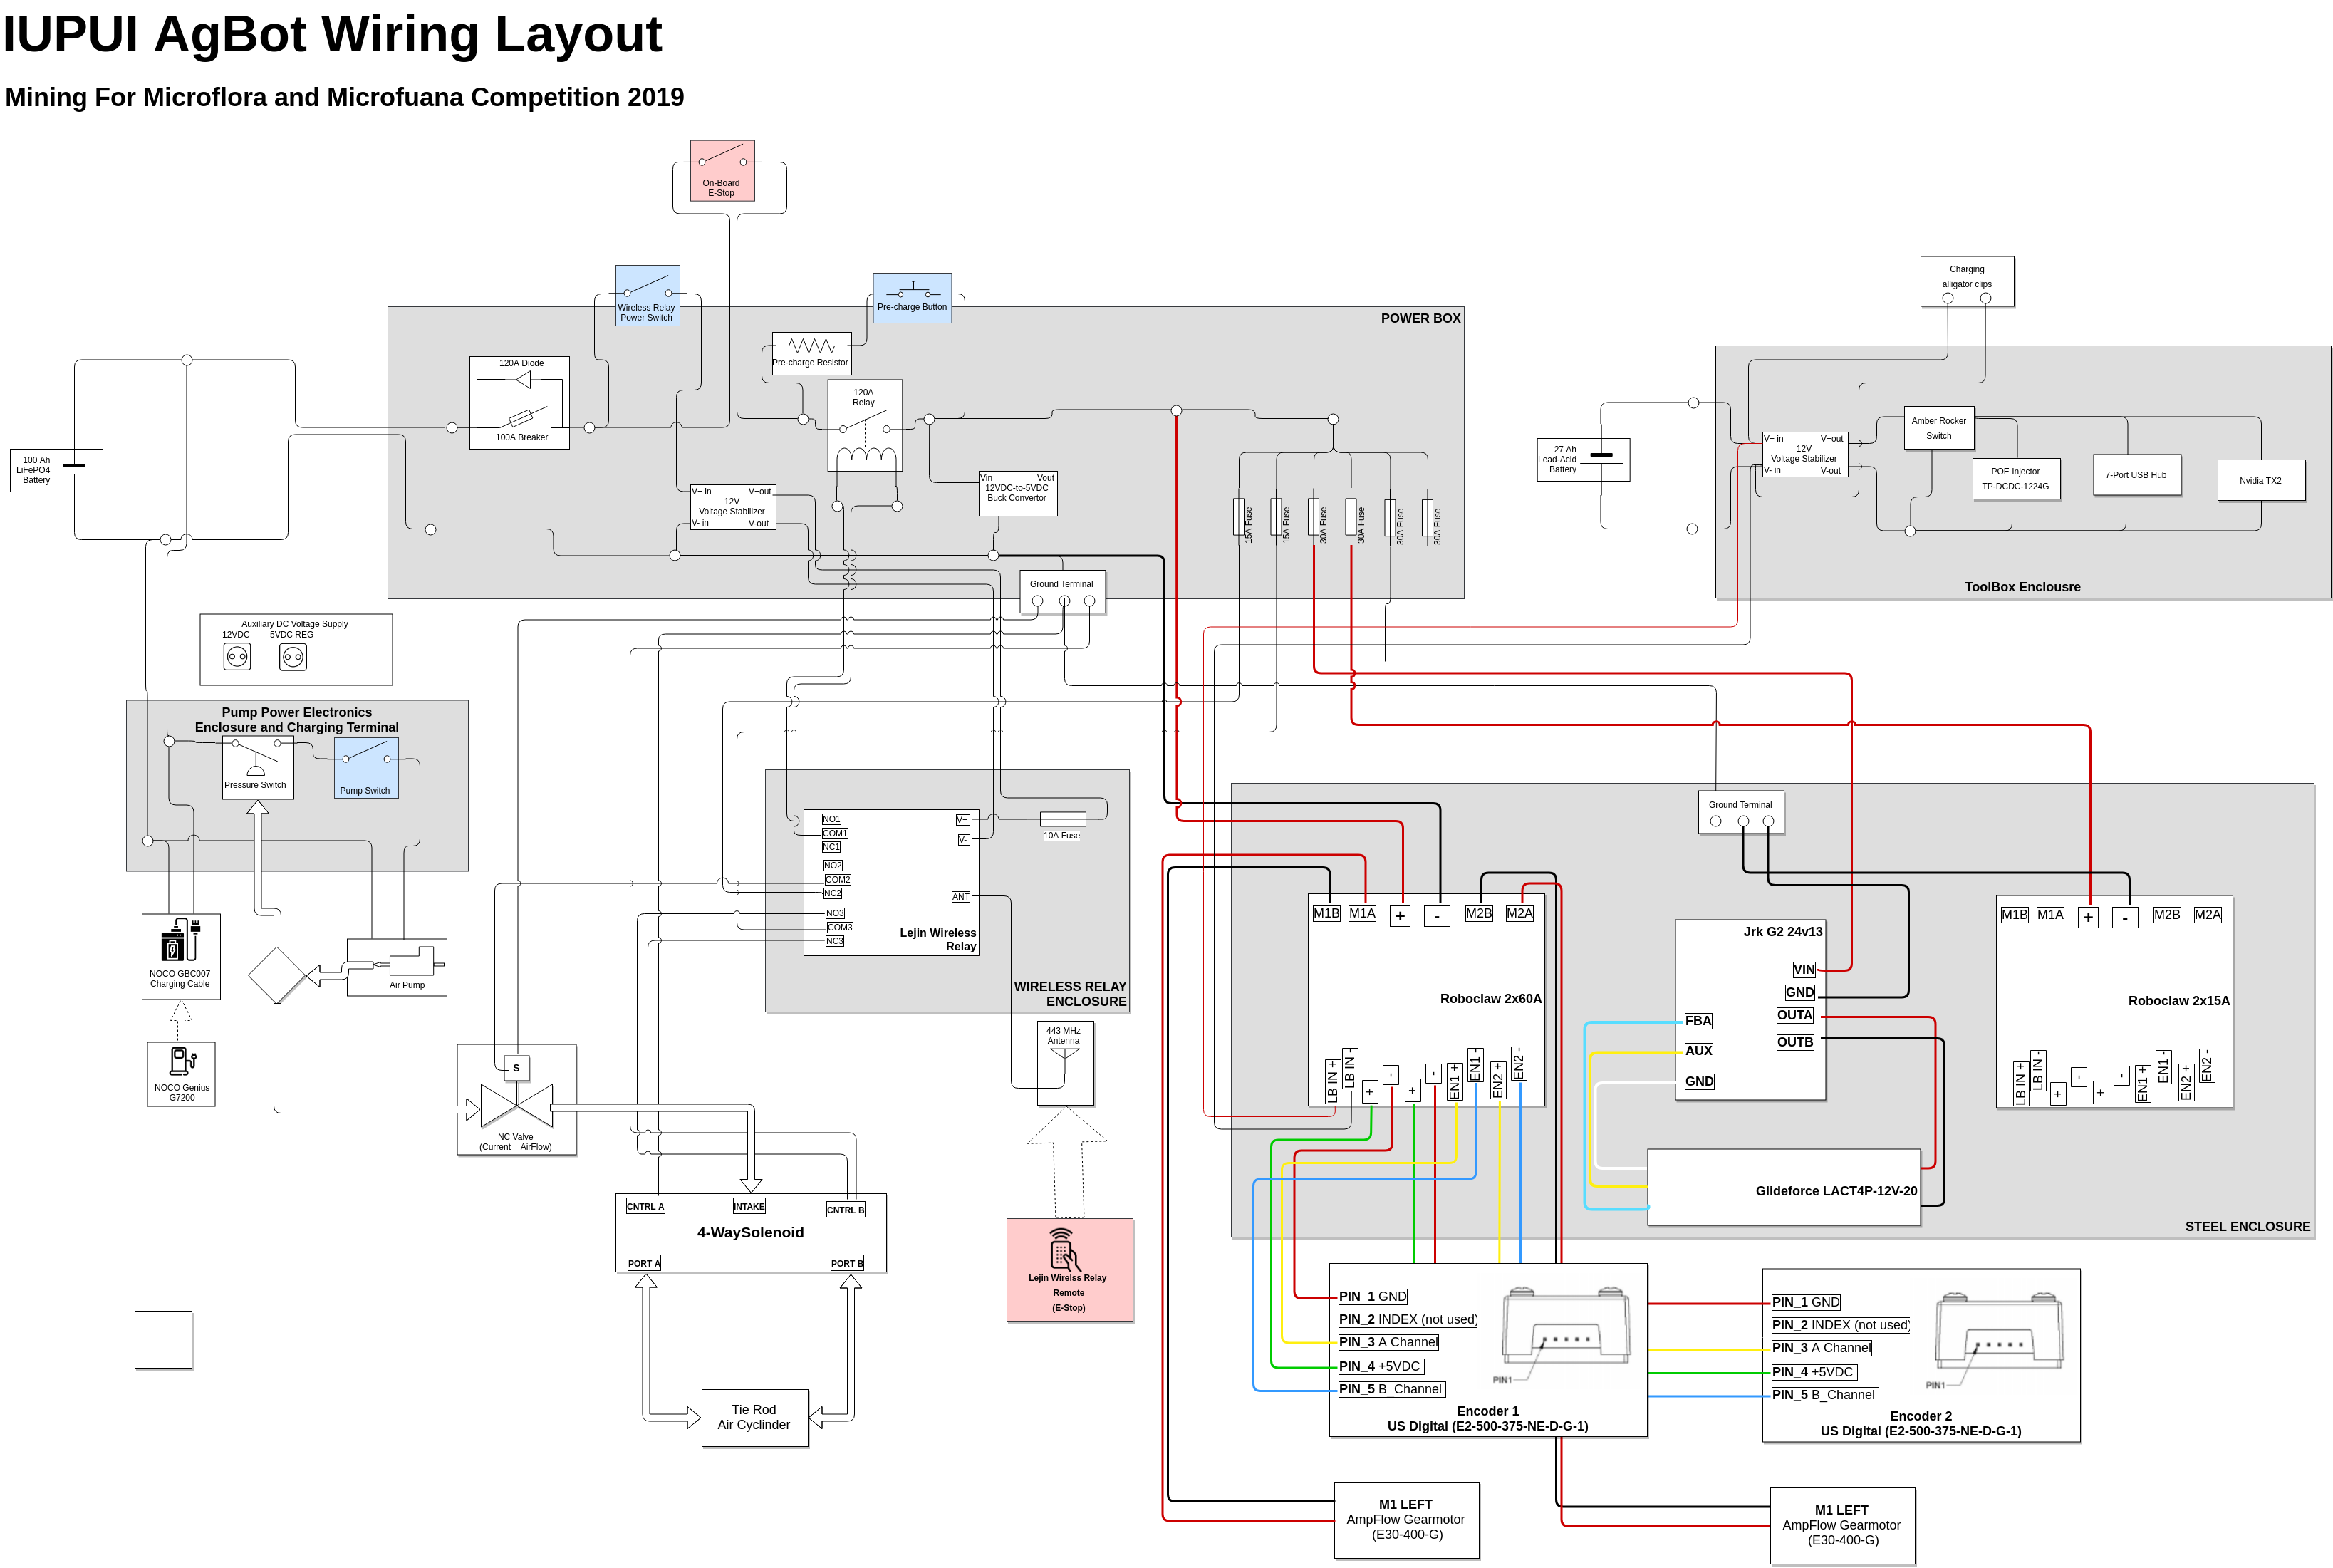 IUPUI AgBot Wiring Layout
Mining For Microflora and Microfuana Competition 2019
On-Board
E-Stop
Wireless Relay
Power Switch
Pre-charge Button
POWER BOX
120A Diode
100A Breaker
Pre-charge Resistor
120A
Relay
V+ in
V+out
12V
Voltage Stabilizer
V- in
V-out
Vin
Vout
12VDC-to-5VDC
Buck Convertor
15A Fuse
15A Fuse
30A Fuse
30A Fuse
30A Fuse
30A Fuse
Ground Terminal
100 Ah
LiFePO4
Battery
Charging
alligator clips
27 Ah
Lead-Acid
Battery
V+ in
V+out
12V
Voltage Stabilizer
V- in
V-out
Amber Rocker
Switch
POE Injector
TP-DCDC-1224G
7-Port USB Hub
Nvidia TX2
ToolBox Enclousre
Auxiliary DC Voltage Supply
12VDC
5VDC REG
Pump Power Electronics
Enclosure and Charging Terminal
Pressure Switch
Pump Switch
NOCO GBC007
Charging Cable
Air Pump
NOCO Genius
G7200
S
NC Valve
(Current = AirFlow)
NO1
COM1
NC1
NO2
COM2
NC2
NO3
COM3
NC3
V+
V-
ANT
10A Fuse
Lejin Wireless
Relay
WIRELESS RELAY
ENCLOSURE
443 MHz
Antenna
Lejin Wirelss Relay
Remote
(E-Stop)
CNTRL A
INTAKE
CNTRL B
4-WaySolenoid
PORT A
PORT B
Tie Rod
Air Cyclinder
Ground Terminal
M1B
M1A
+
-
M2B
M2A
Roboclaw 2x60A
LB IN +
LB IN -
+
-
+
-
EN1 +
EN1 -
EN2 +
EN2 -
Jrk G2 24v13
VIN
GND
OUTA
OUTB
FBA
AUX
GND
Glideforce LACT4P-12V-20
M1B
M1A
+
-
M2B
M2A
Roboclaw 2x15A
LB IN +
LB IN -
+
-
+
-
EN1 +
EN1 -
EN2 +
EN2 -
STEEL ENCLOSURE
PIN_1 GND
PIN_2 INDEX (not used)
PIN_3 A Channel
PIN_4 +5VDC
PIN_5 B_Channel
PIN1
Encoder 1
US Digital (E2-500-375-NE-D-G-1)
PIN_1 GND
PIN_2 INDEX (not used)
PIN_3 A Channel
PIN_4 +5VDC
PIN_5 B_Channel
PIN1
Encoder 2
US Digital (E2-500-375-NE-D-G-1)
M1 LEFT
AmpFlow Gearmotor
(E30-400-G)
M1 LEFT
AmpFlow Gearmotor
(E30-400-G)